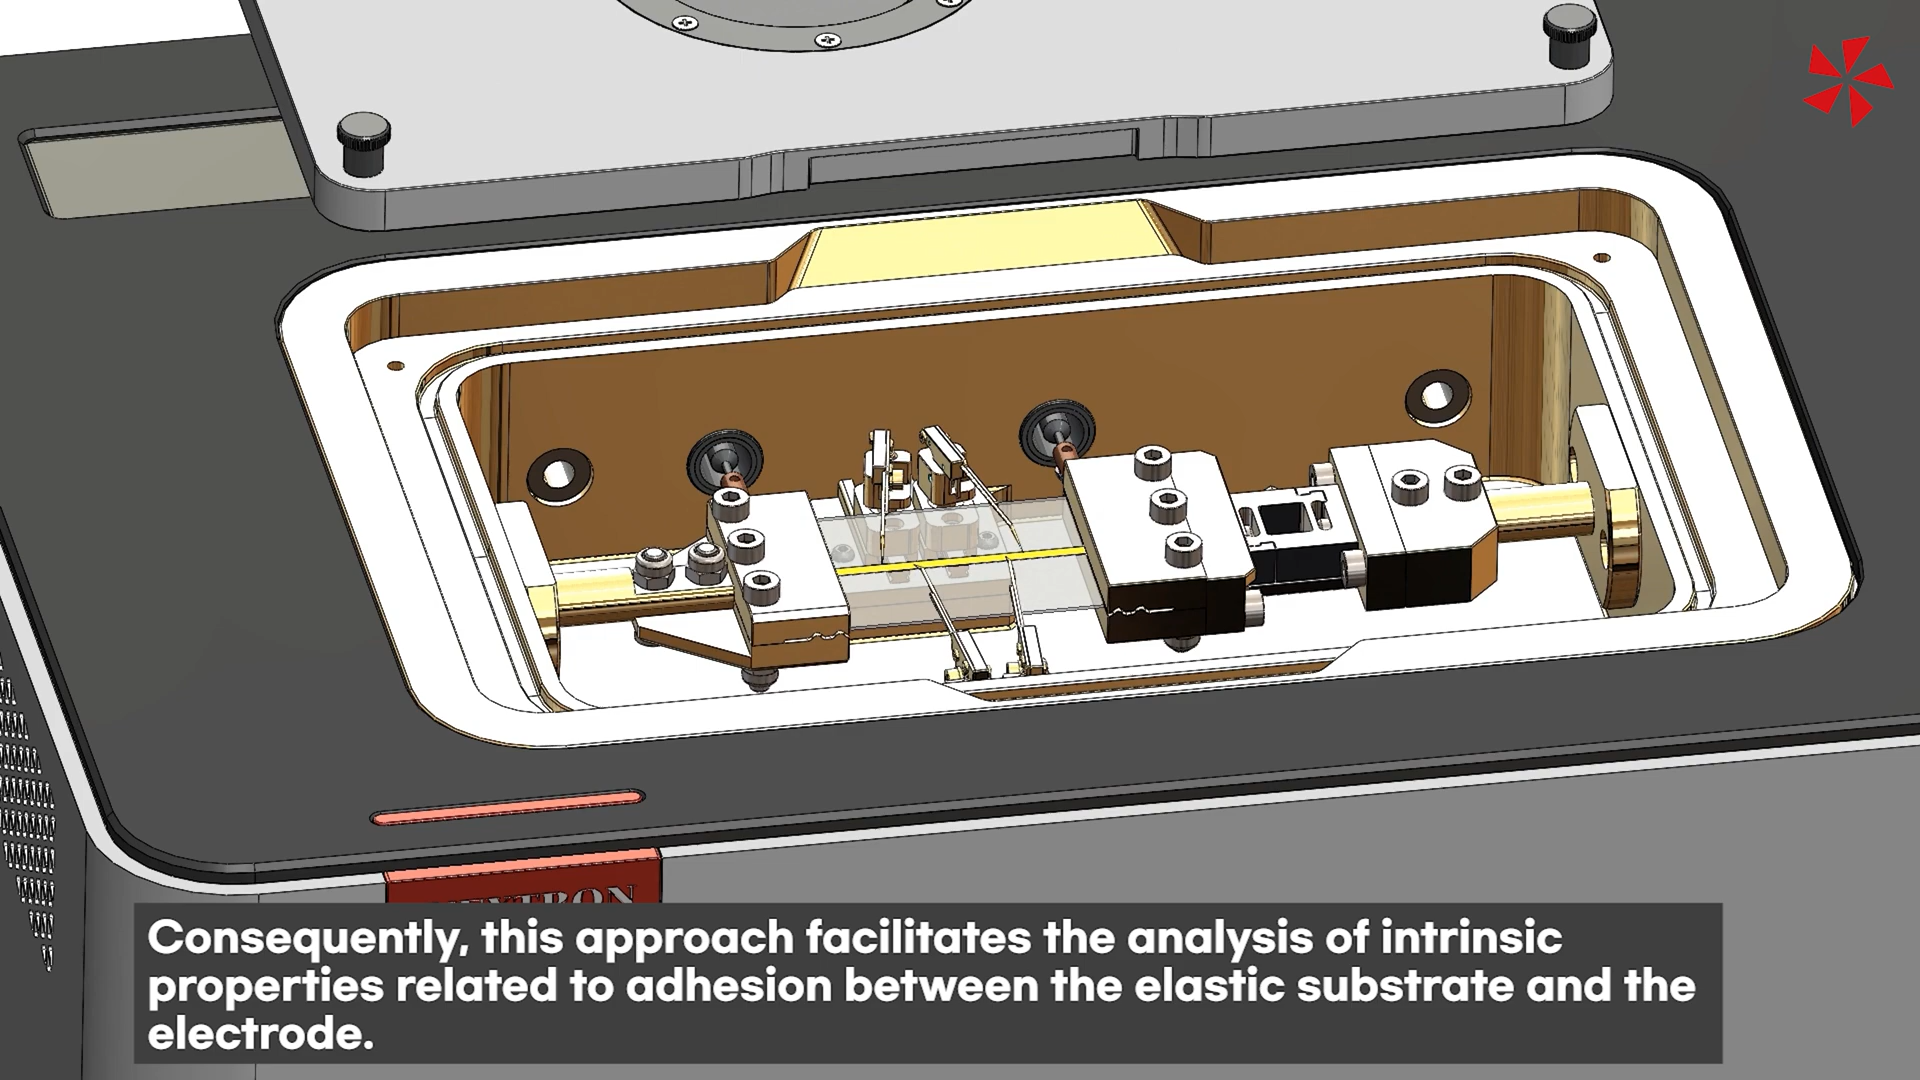 Consequently, this approach facilitates the analysis of intrinsic
properties related to adhesion between the elastic substrate and the
electrode.